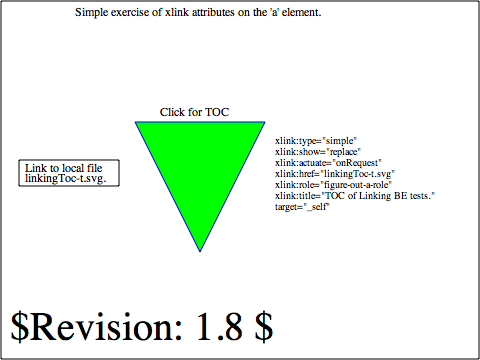 Simple exercise of xlink attributes on the 'a' element.
Click for TOC
Link to local file
linkingToc-t.svg.
xlink:type="simple"
xlink:show="replace"
xlink:actuate="onRequest"
xlink:href="linkingToc-t.svg"
xlink:role="figure-out-a-role"
xlink:title="TOC of Linking BE tests."
target="_self"
$Revision: 1.8 $